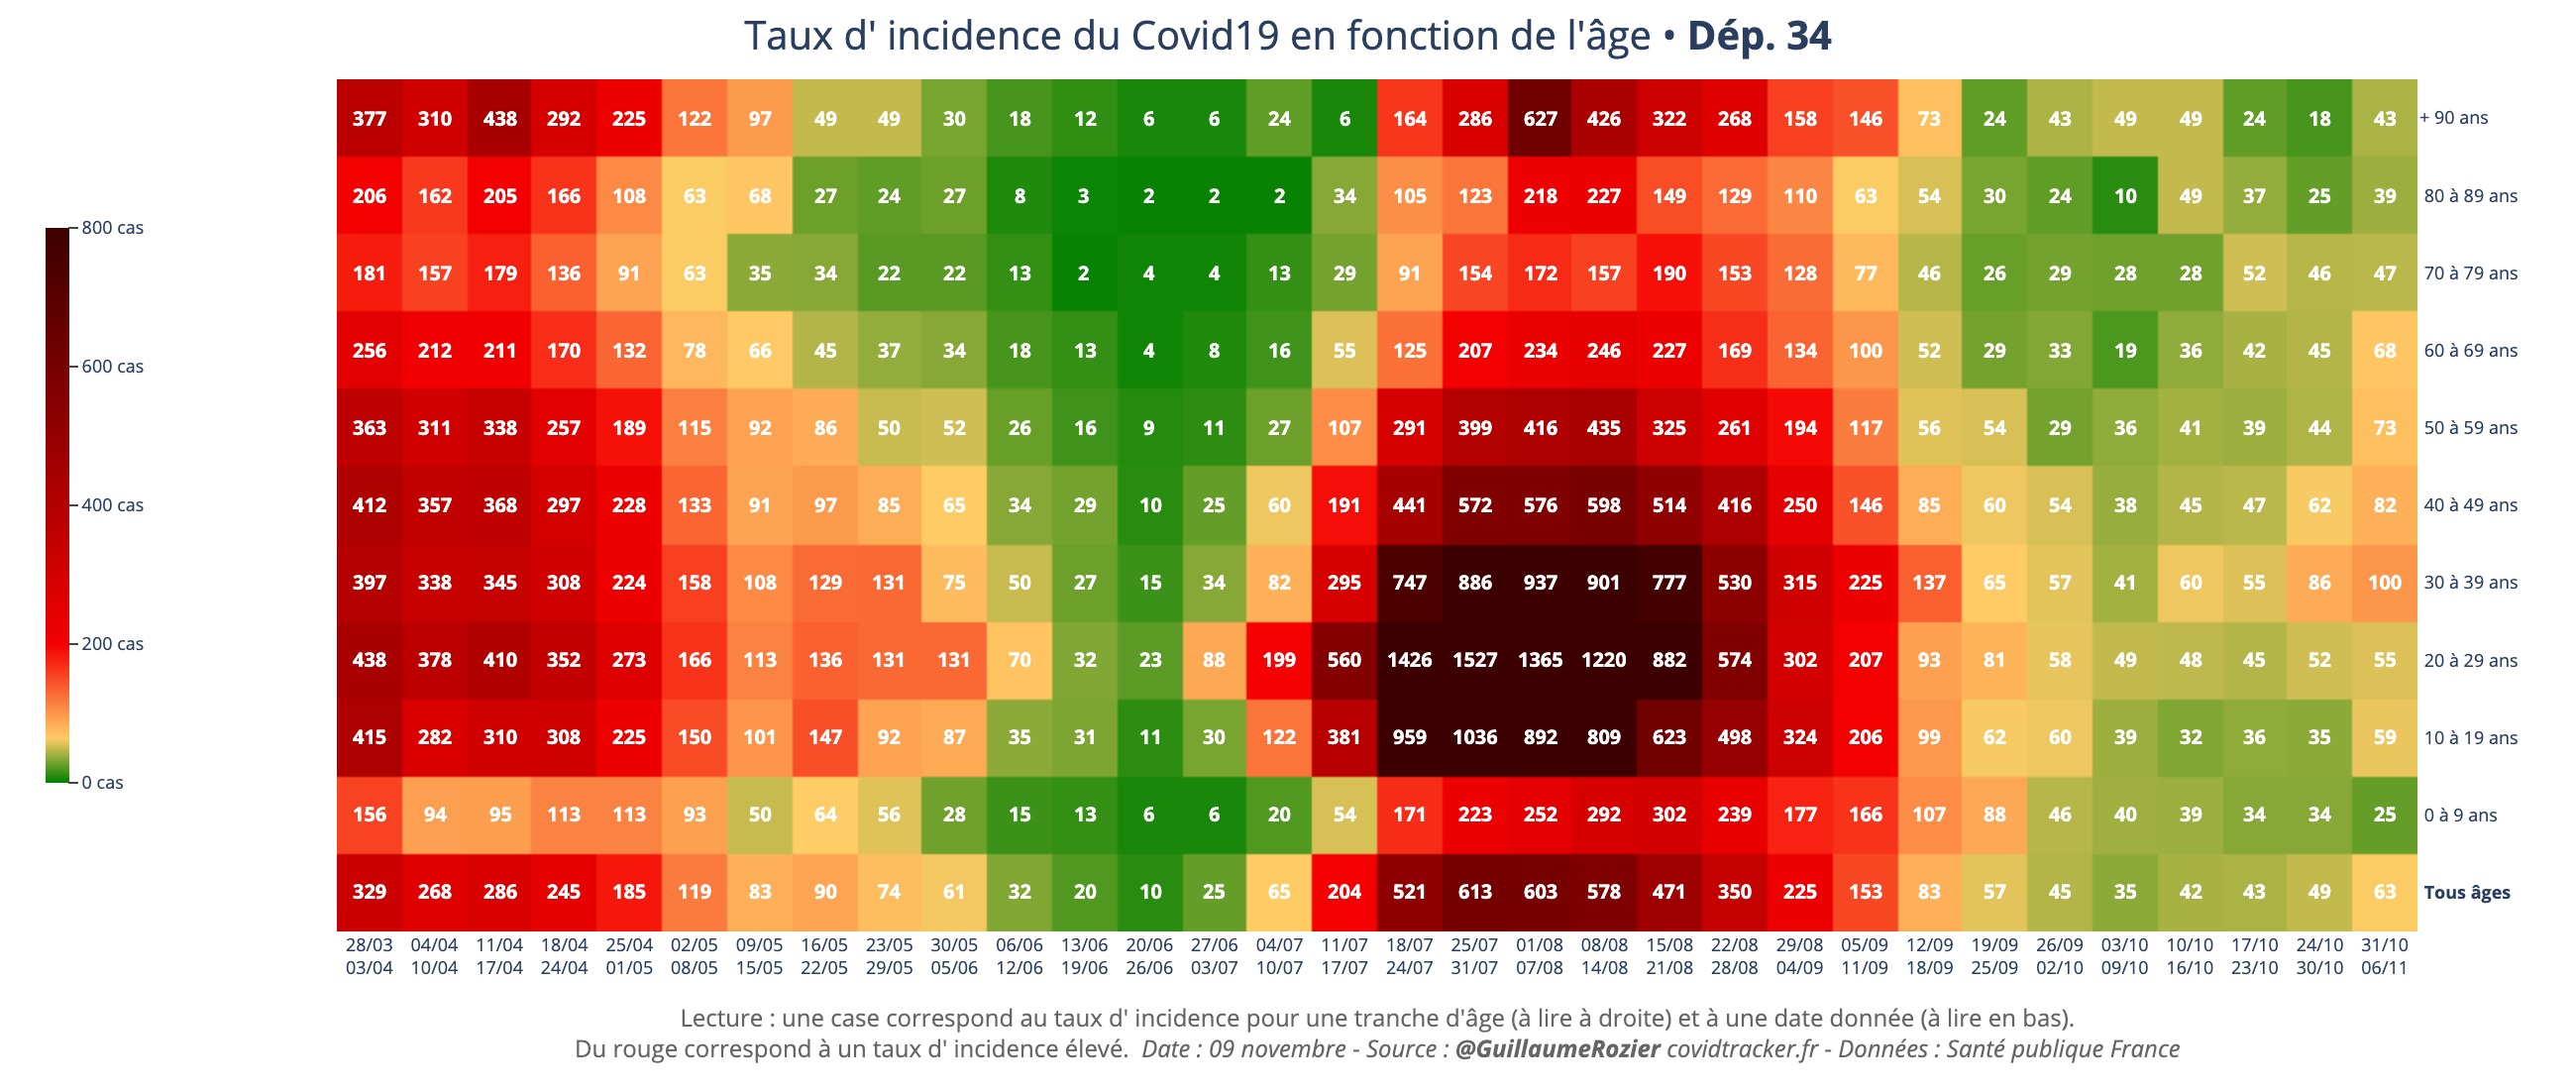 Taux d' incidence du Covid19 en fonction de l'âge • Dép. 34
377 310 438 292 225 122 97 49 49 30 18 12 6 6 24 6 164 286 627 426 322 268 158 146 73 24 43 49 49 24 18 43 + 90 ans
206 162 205 166 108 63 68 27 24 27 8 3 2 2 2 34 105 123 218 227 149 129 110 63 54 30 24 10 49 37 25 39 80 à 89 ans
800 cas
181 157 179 136 91 63 35 34 22 22 13 2 4 4 13 29 91 154 172 157 190 153 128 77 46 26 29 28 28 52 46 47 70 à 79 ans
256 212 211 170 132 78 66 45 37 34 18 13 4 8 16 55 125 207 234 246 227 169 134 100 52 29 33 19 36 42 45 68 60 à 69 ans
600 cas
363 311 338 257 189 115 92 86 50 52 26 16 9 11 27 107 291 399 416 435 325 261 194 117 56 54 29 36 41 39 44 73 50 à 59 ans
400 cas
412 357 368 297 228 133 91 97 85 65 34 29 10 25 60 191 441 572 576 598 514 416 250 146 85 60 54 38 45 47 62 82 40 à 49 ans
397 338 345 308 224 158 108 129 131 75 50 27 15 34 82 295 747 886 937 901 777 530 315 225 137 65 57 41 60 55 86 100 30 à 39 ans
200 cas
438 378 410 352 273 166 113 136 131 131 70 32 23 88 199 560 1426 1527 1365 1220 882 574 302 207 93 81 58 49 48 45 52 55 20 à 29 ans
415 282 310 308 225 150 101 147 92 87 35 31 11 30 122 381 959 1036 892 809 623 498 324 206 99 62 60 39 32 36 35 59 10 à 19 ans
0 cas
156 94 95 113 113 93 50 64 56 28 15 13 6 6 20 54 171 223 252 292 302 239 177 166 107 88 46 40 39 34 34 25 0 à 9 ans
329 268 286 245 185 119 83 90 74 61 32 20 10 25 65 204 521 613 603 578 471 350 225 153 83 57 45 35 42 43 49 63 Tous âges
28/03 04/04 11/04 18/04 25/04 02/05 09/05 16/05 23/05 30/05 06/06 13/06 20/06 27/06 04/07 11/07 18/07 25/07 01/08 08/08 15/08 22/08 29/08 05/09 12/09 19/09 26/09 03/10 10/10 17/10 24/10 31/10
03/04 10/04 17/04 24/04 01/05 08/05 15/05 22/05 29/05 05/06 12/06 19/06 26/06 03/07 10/07 17/07 24/07 31/07 07/08 14/08 21/08 28/08 04/09 11/09 18/09 25/09 02/10 09/10 16/10 23/10 30/10 06/11
Lecture : une case correspond au taux d' incidence pour une tranche d'âge (à lire à droite) et à une date donnée (à lire en bas).
Du rouge correspond à un taux d' incidence élevé. Date : 09 novembre - Source : @GuillaumeRozier covidtracker.fr - Données : Santé publique France